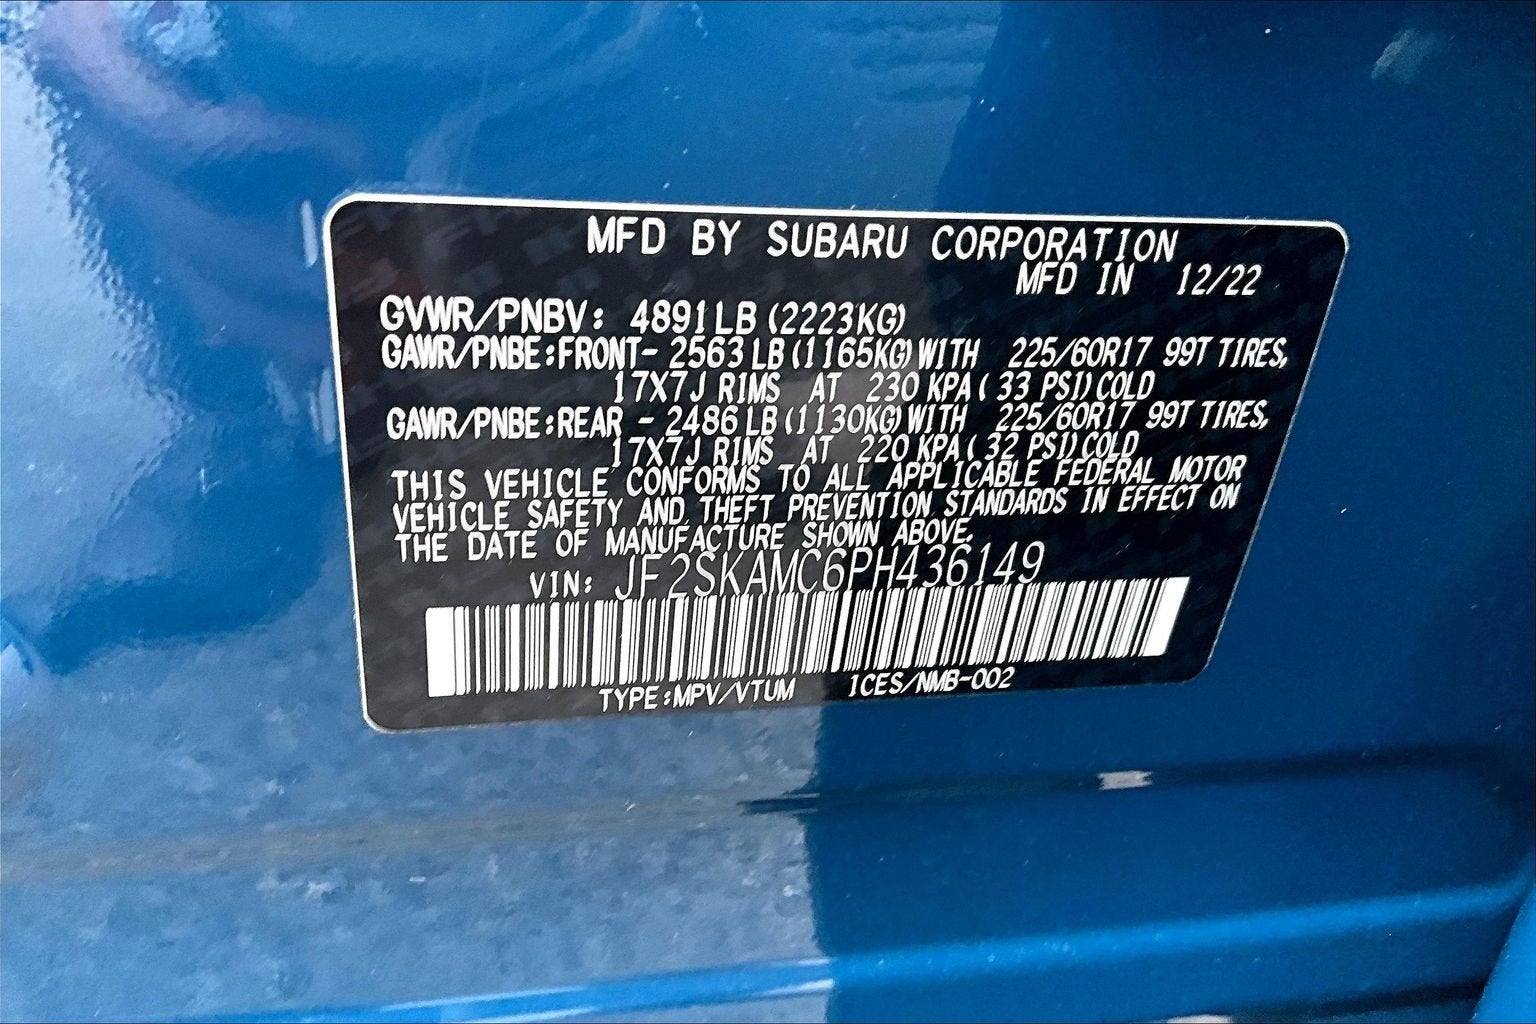 MFD BY SUBARU CORPORATION
MFD IN 12/22
GVWR/PNBV: 4891LB (2223KG)
GAWR/PNBE:FRONT- 2563LB (1165KG) WITH 225/60R17 99T TIRES,
17X7J RIMS AT 230 KPA ( 33 PSI) COLD
GAWR/PNBE:REAR - 2486LB (1130KG) WITH 225/60R17 99T TIRES,
17X7J RIMS AT 220 KPA ( 32 PSI) COLD
THIS VEHICLE CONFORMS TO ALL APPLICABLE FEDERAL MOTOR
VEHICLE SAFETY AND THEFT PREVENTION STANDARDS IN EFFECT ON
THE DATE OF MANUFACTURE SHOWN ABOVE.
VIN: JF2SKAMC6PH436149
TYPE:MPV/VTUM ICES/NMB-002